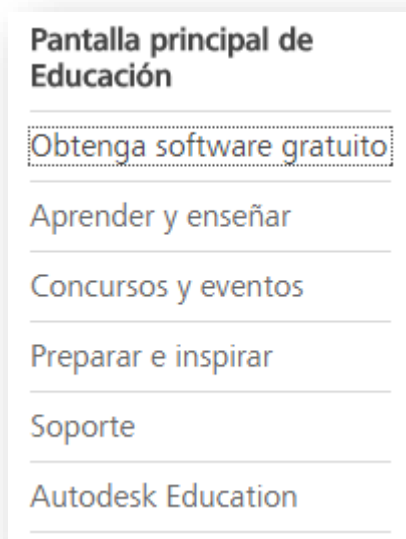 Pantalla principal de
Educación
Obtenga software gratuito
Aprender y enseñar
Concursos y eventos
Preparar e inspirar
Soporte
Autodesk Education